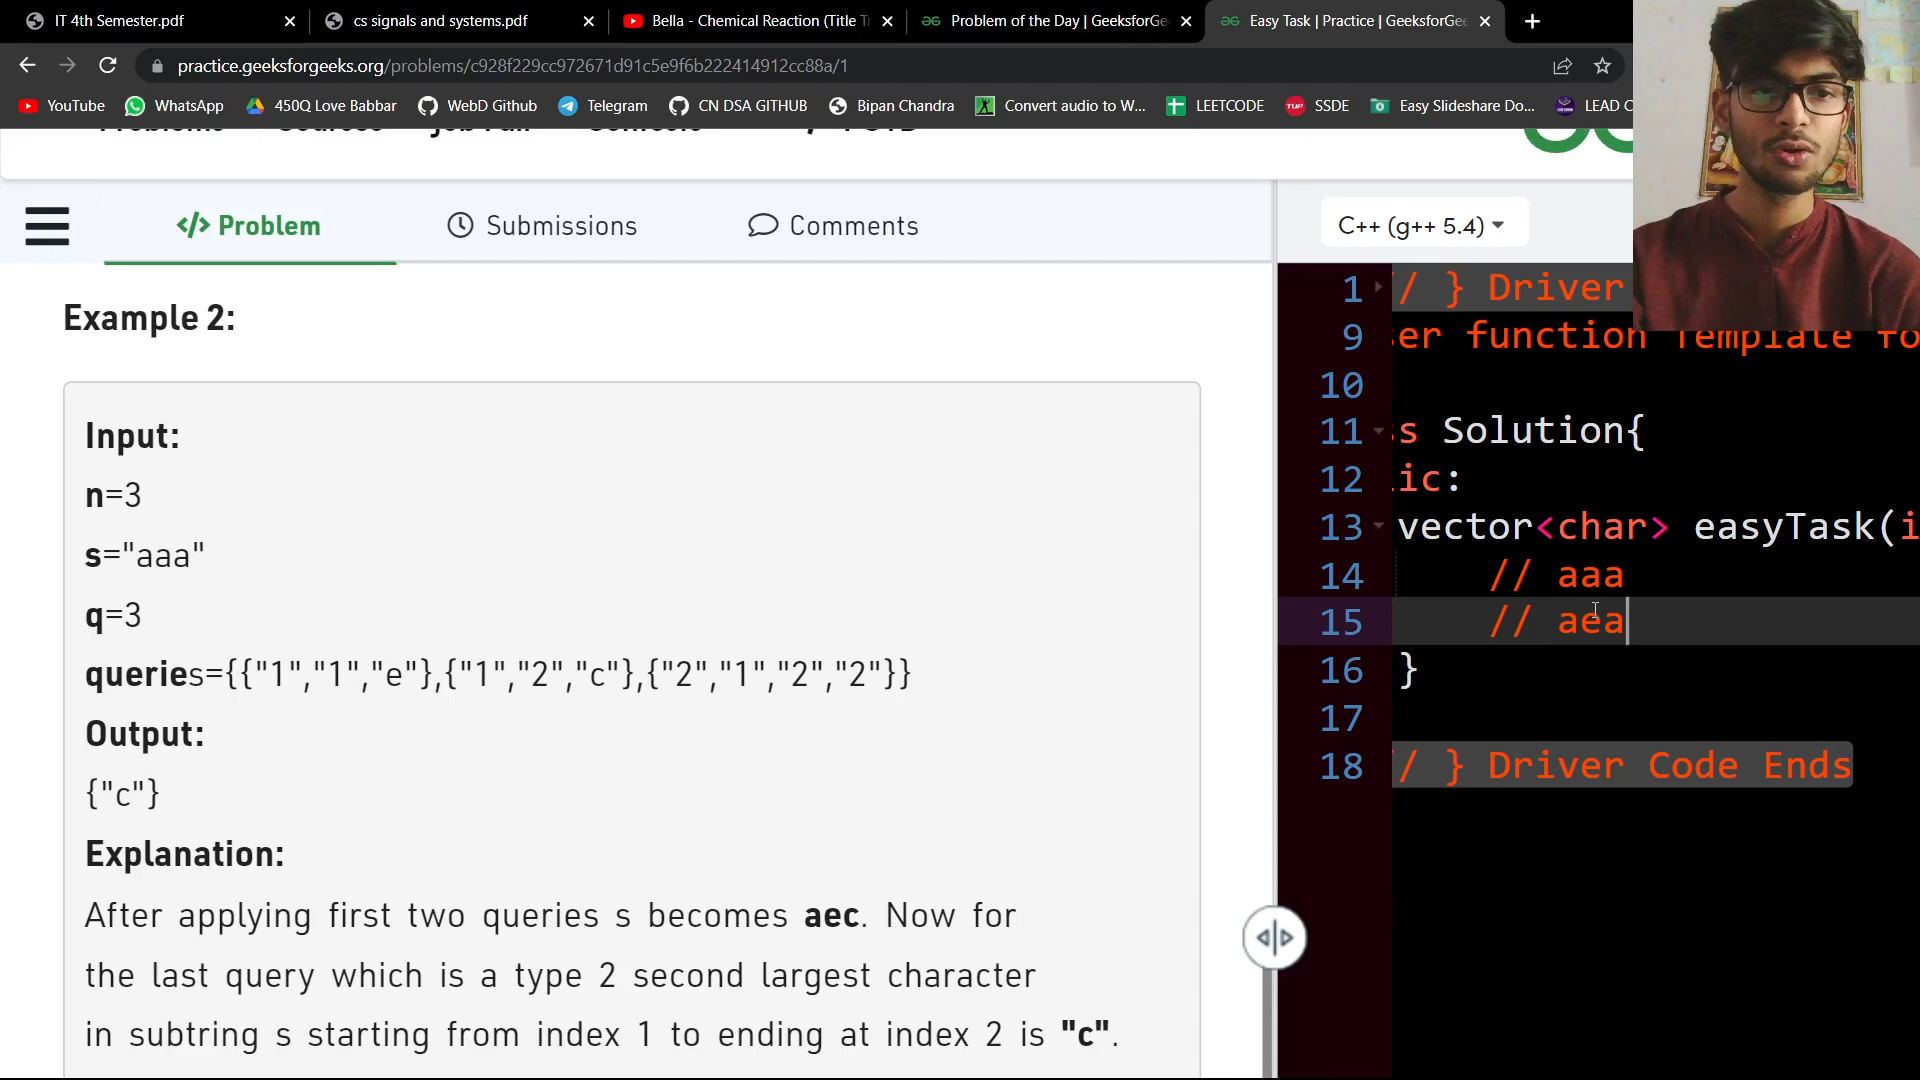 IT 4th Semester.pdf
cs signals and systems.pdf
Bella - Chemical Reaction (Title Tr
Problem of the Day | GeeksforGe
Easy Task | Practice | GeeksforGee
practice.geeksforgeeks.org/problems/c928f229cc972671d91c5e9f6b222414912cc88a/1
YouTube
WhatsApp
450Q Love Babbar
WebD Github
Telegram
CN DSA GITHUB
Bipan Chandra
Convert audio to W...
LEETCODE
TUF
SSDE
Easy Slideshare Do...
LEAD C
</> Problem
Submissions
Comments
C++ (g++ 5.4)
Example 2:
Input:
n=3
s="aaa"
q=3
queries={{"1","1","e"},{"1","2","c"},{"2","1","2","2"}}
Output:
{"c"}
Explanation:
After applying first two queries s becomes aec. Now for
the last query which is a type 2 second largest character
in subtring s starting from index 1 to ending at index 2 is "c".
1 / } Driver
9 ser function Template fo
10
11 ss Solution{
12 lic:
13 vector<char> easyTask(i
14 // aaa
15 // aea
16 }
17
18 / } Driver Code Ends